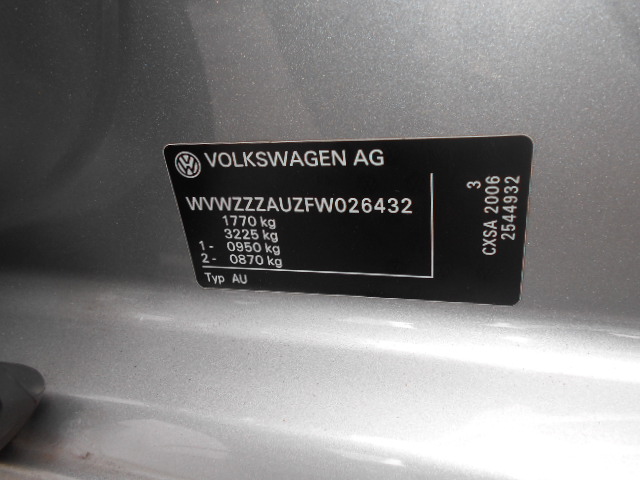 VOLKSWAGEN AG
WVWZZZAUZFW026432
1770 kg
3225 kg
1- 0950 kg
2- 0870 kg
Typ AU
3
CXSA 2006
2544932